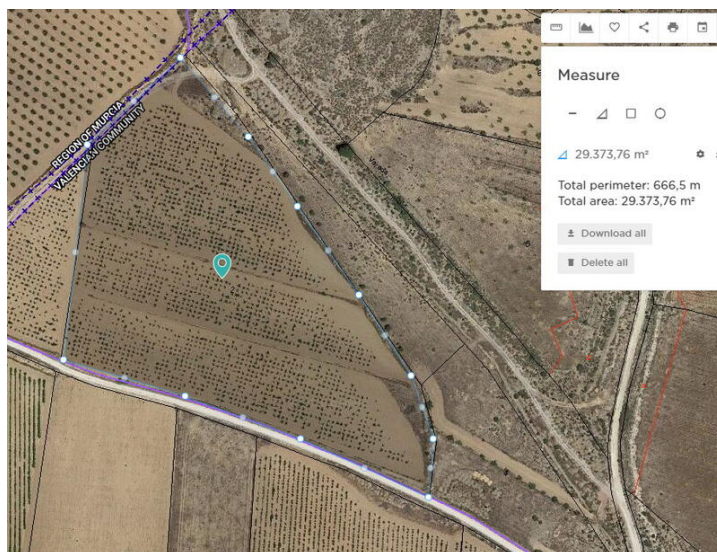 Measure
29.373,76 m²
Total perimeter: 666,5 m
Total area: 29.373,76 m²
Download all
Delete all
REGION OF MURCIA
VALENCIAN COMMUNITY